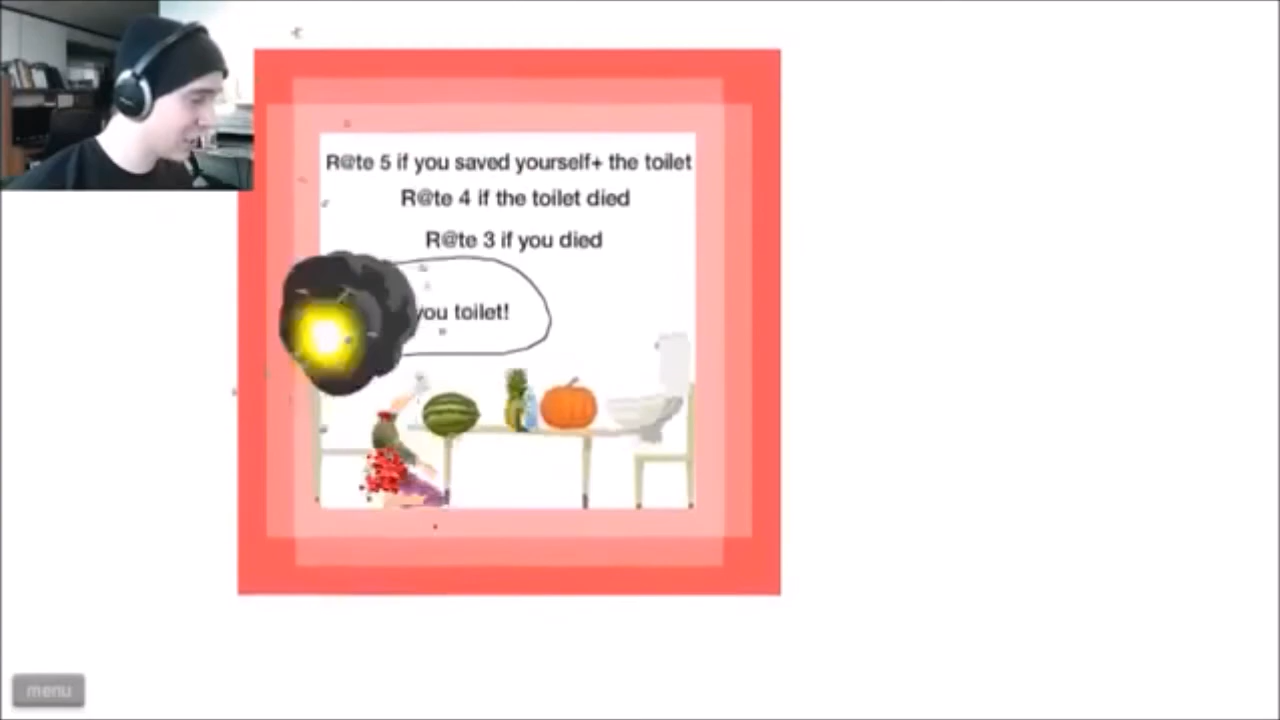 R@te 5 if you saved yourself+ the toilet
R@te 4 if the toilet died
R@te 3 if you died
you toilet!
menu